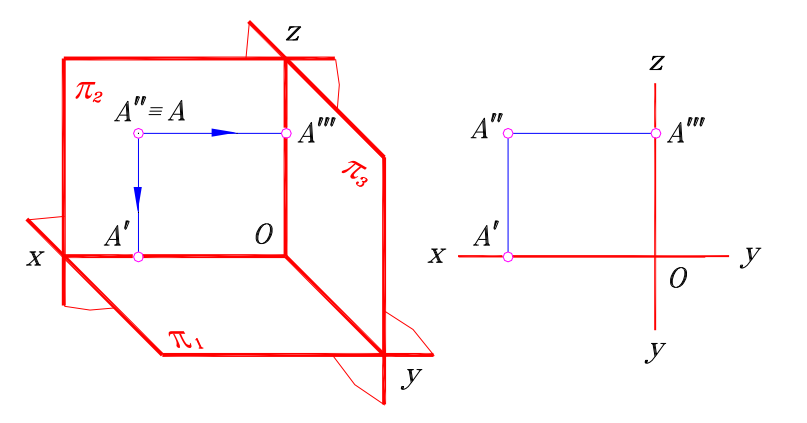 z
π₂
A″≡A
A‴
π₃
A′
O
x
π₁
y
z
A″
A‴
A′
x
y
O
y